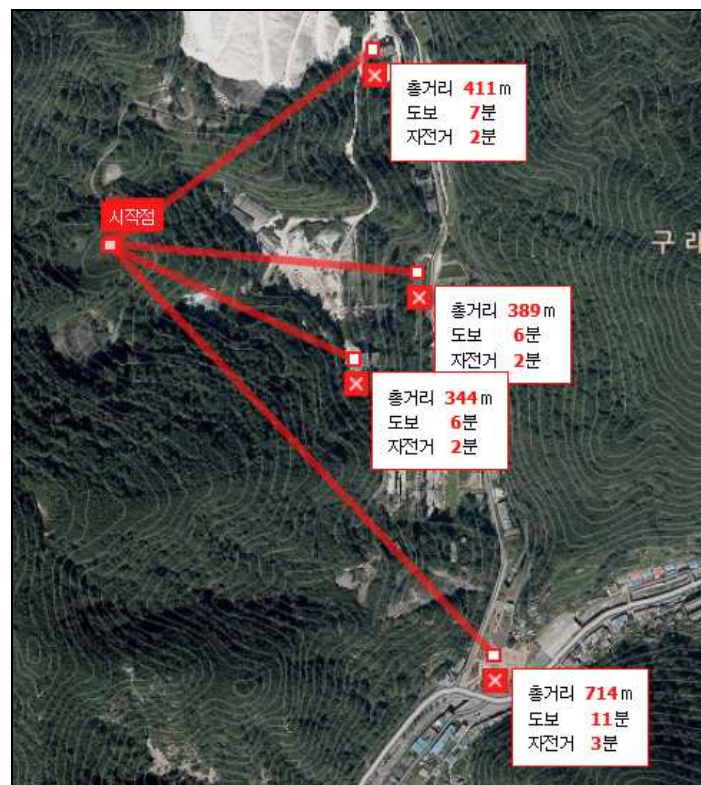 총거리 411m
도보 7분
자전거 2분
시작점
구 래
총거리 389m
도보 6분
자전거 2분
총거리 344m
도보 6분
자전거 2분
총거리 714m
도보 11분
자전거 3분